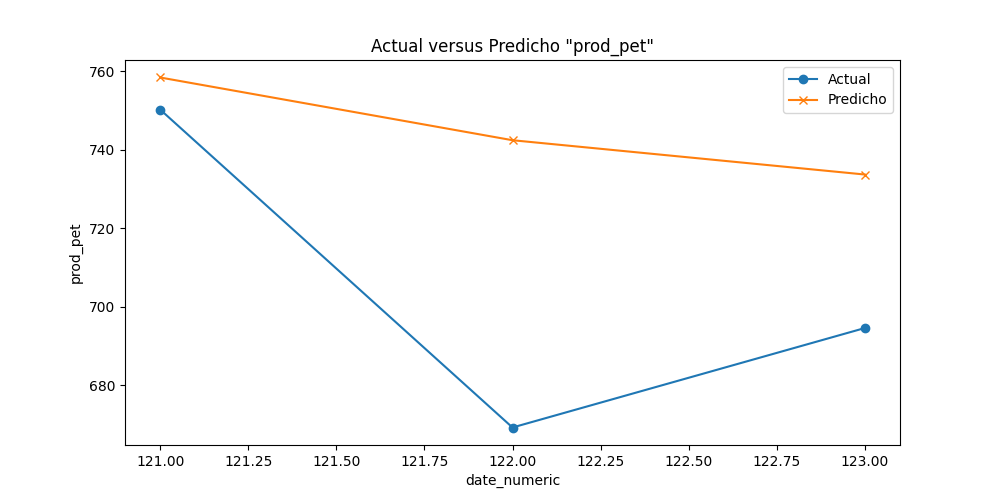 Actual versus Predicho "prod_pet"
Actual
Predicho
prod_pet
760
740
720
700
680
121.00 121.25 121.50 121.75 122.00 122.25 122.50 122.75 123.00
date_numeric